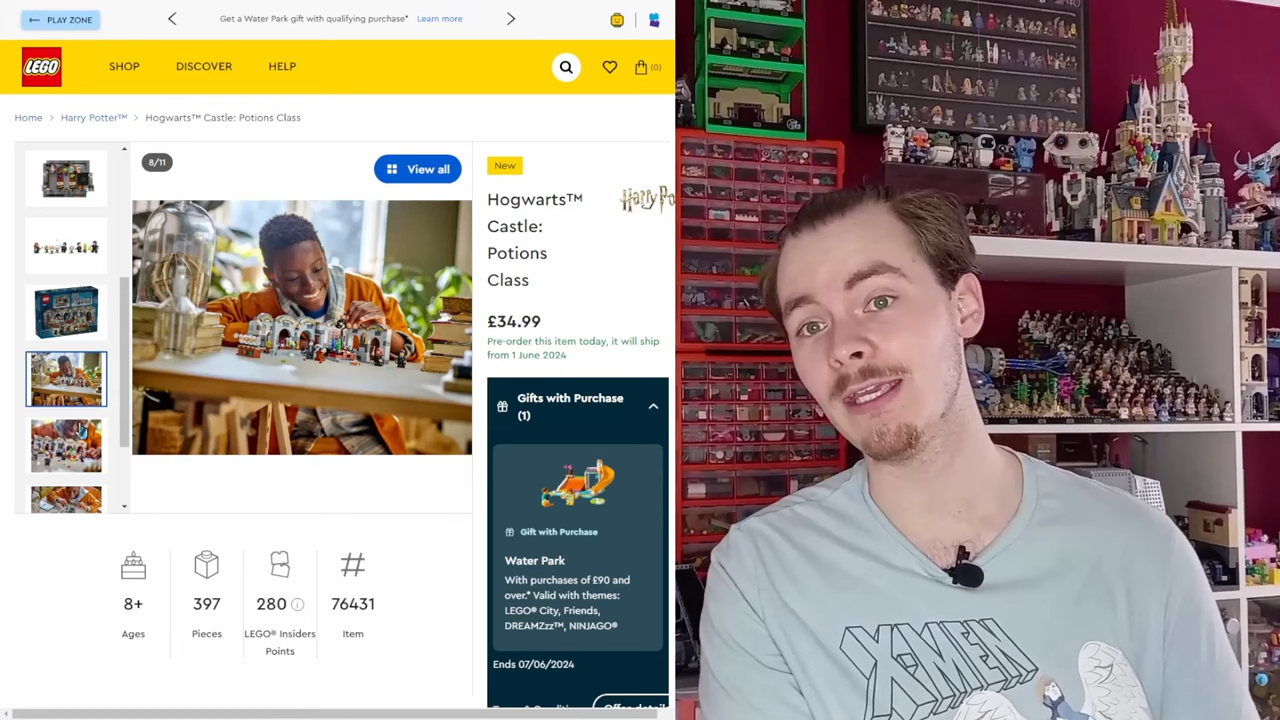 ← PLAY ZONE
Get a Water Park gift with qualifying purchase* Learn more
LEGO
SHOP
DISCOVER
HELP
(0)
Home
Harry Potter™
Hogwarts™ Castle: Potions Class
8/11
View all
New
Hogwarts™
Castle:
Potions
Class
£34.99
Pre-order this item today, it will ship
from 1 June 2024
Gifts with Purchase
(1)
Gift with Purchase
Water Park
With purchases of £90 and
over.* Valid with themes:
LEGO® City, Friends,
DREAMZzz™, NINJAGO®
Ends 07/06/2024
8+
Ages
397
Pieces
280
LEGO® Insiders
Points
#
76431
Item
X-MEN